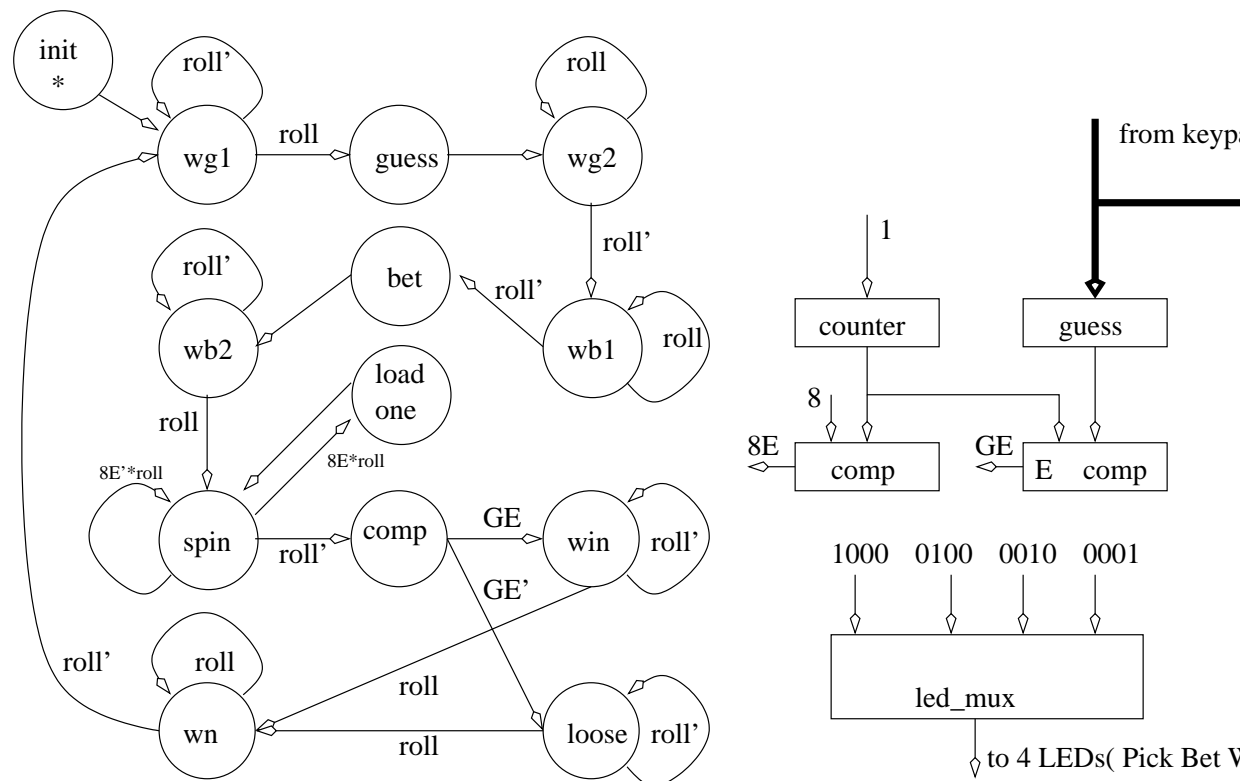 init
*
roll’
roll
wg1
roll
guess
wg2
roll’
roll’
bet
roll’
wb2
wb1
roll
load
one
roll
8E’*roll
8E*roll
spin
roll’
comp
GE
win
roll’
GE’
roll’
roll
roll
wn
roll
loose
roll’
from keypa
1
counter
guess
8
8E
comp
GE
E comp
1000 0100 0010 0001
led_mux
to 4 LEDs( Pick Bet W